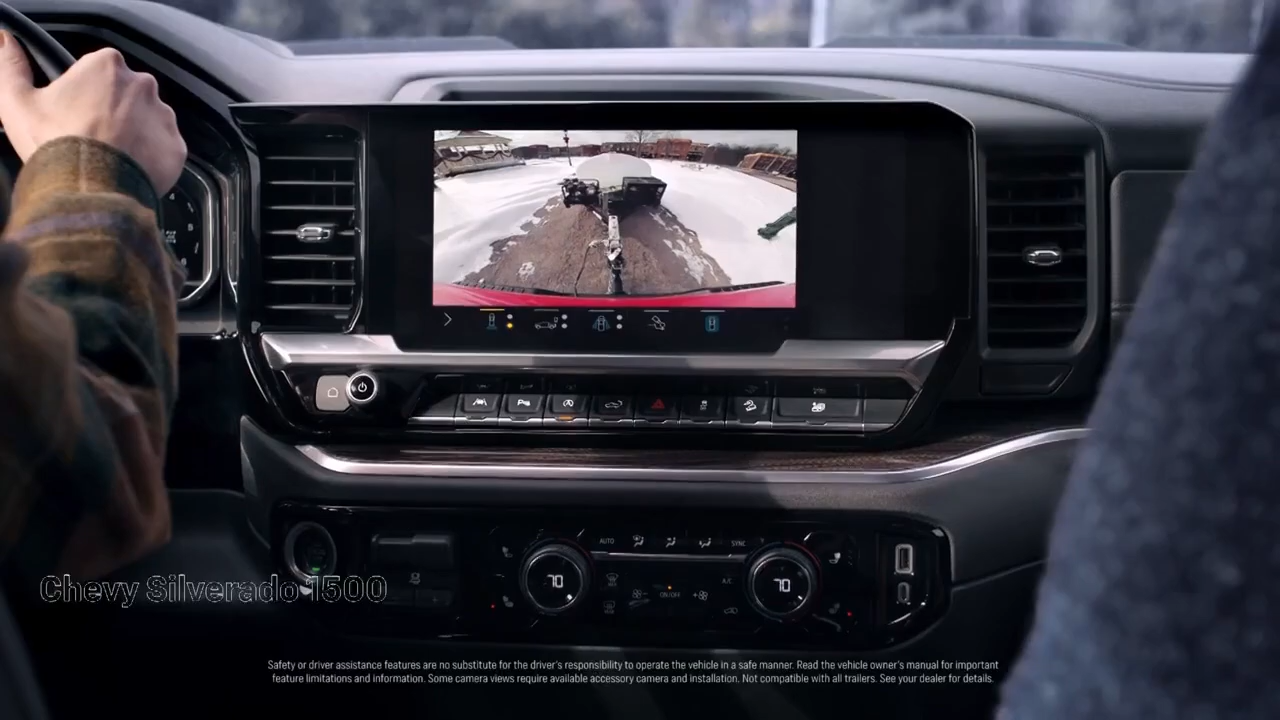 AUTO
SYNC
70
70
A/C
ON/OFF
Chevy Silverado 1500
Safety or driver assistance features are no substitute for the driver's responsibility to operate the vehicle in a safe manner. Read the vehicle owner's manual for important
feature limitations and information. Some camera views require available accessory camera and installation. Not compatible with all trailers. See your dealer for details.